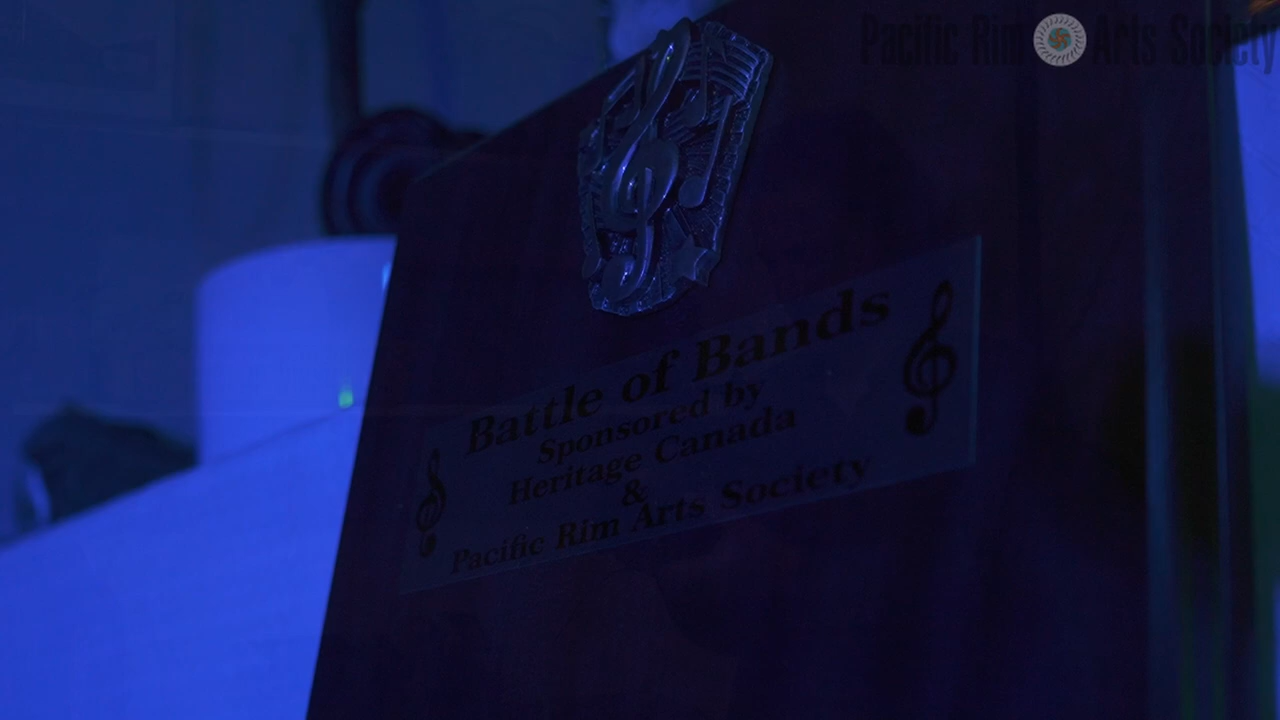 Pacific Rim Arts Society
Battle of Bands
Sponsored by
Heritage Canada
&
Pacific Rim Arts Society